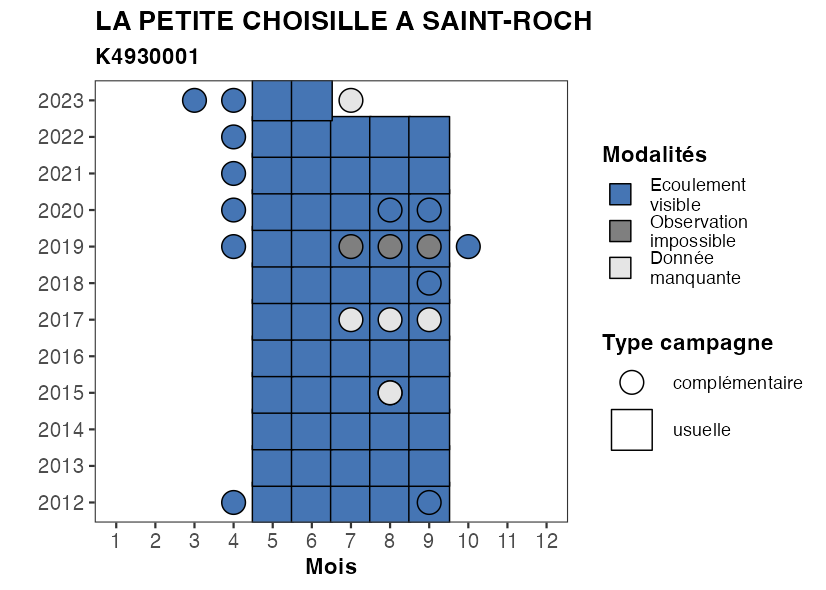 LA PETITE CHOISILLE A SAINT-ROCH
K4930001
2023
2022
2021
2020
2019
2018
2017
2016
2015
2014
2013
2012
1 2 3 4 5 6 7 8 9 10 11 12
Mois
Modalités
Ecoulement
visible
Observation
impossible
Donnée
manquante
Type campagne
complémentaire
usuelle